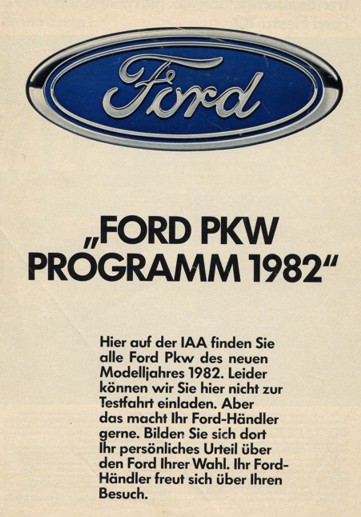 Ford
„FORD PKW
PROGRAMM 1982“
Hier auf der IAA finden Sie
alle Ford Pkw des neuen
Modelljahres 1982. Leider
können wir Sie hier nicht zur
Testfahrt einladen. Aber
das macht Ihr Ford-Händler
gerne. Bilden Sie sich dort
Ihr persönliches Urteil über
den Ford Ihrer Wahl. Ihr Ford-
Händler freut sich über Ihren
Besuch.